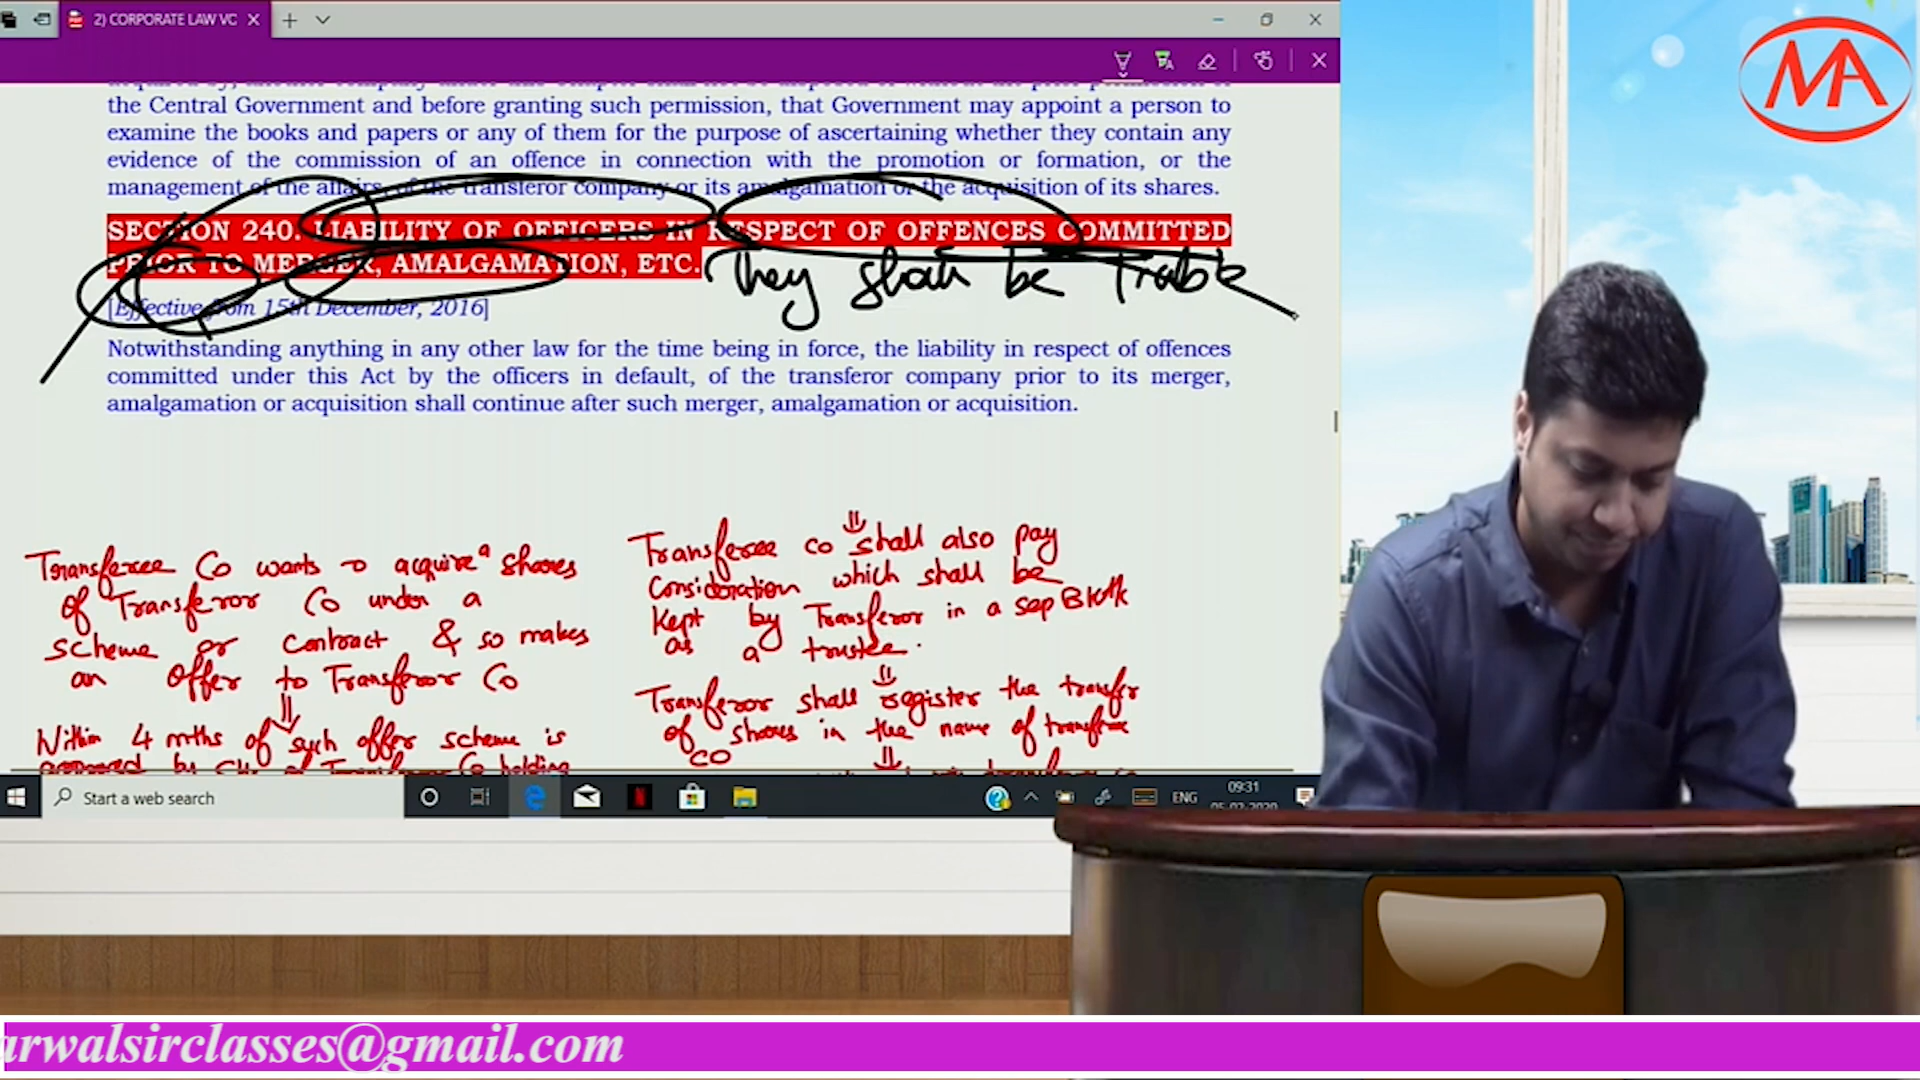 2) CORPORATE LAW VC
MA
the Central Government and before granting such permission, that Government may appoint a person to
examine the books and papers or any of them for the purpose of ascertaining whether they contain any
evidence of the commission of an offence in connection with the promotion or formation, or the
management of the affairs, of the transferor company or its amalgamation or the acquisition of its shares.
SECTION 240. LIABILITY OF OFFICERS IN RESPECT OF OFFENCES COMMITTED
PRIOR TO MERGER, AMALGAMATION, ETC.
They shall be
[Effective from 15th December, 2016]
Notwithstanding anything in any other law for the time being in force, the liability in respect of offences
committed under this Act by the officers in default, of the transferor company prior to its merger,
amalgamation or acquisition shall continue after such merger, amalgamation or acquisition.
Transferee Co wants to acquire shares
of Transferor Co under a
scheme or contract & so makes
an offer to Transferor Co
Within 4 mths of such offer scheme is
Transferee co shall also pay
consideration which shall be
kept by Transferor in a sep
as a trustee.
Transferor shall register the transfer
of shares in the name of transferee
co
Start a web search
ENG
09:31
05-02-2020
arwalsirclasses@gmail.com